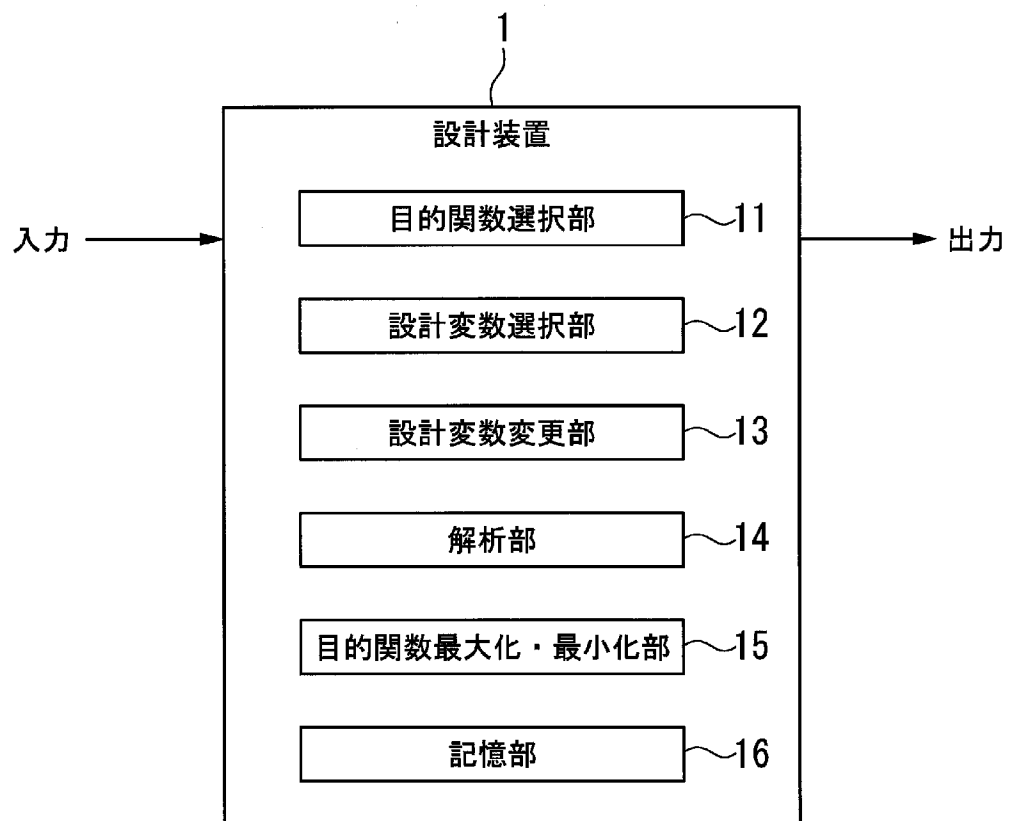 1
設計装置
目的関数選択部 11
入力
出力
設計変数選択部 12
設計変数変更部 13
解析部 14
目的関数最大化・最小化部 15
記憶部 16